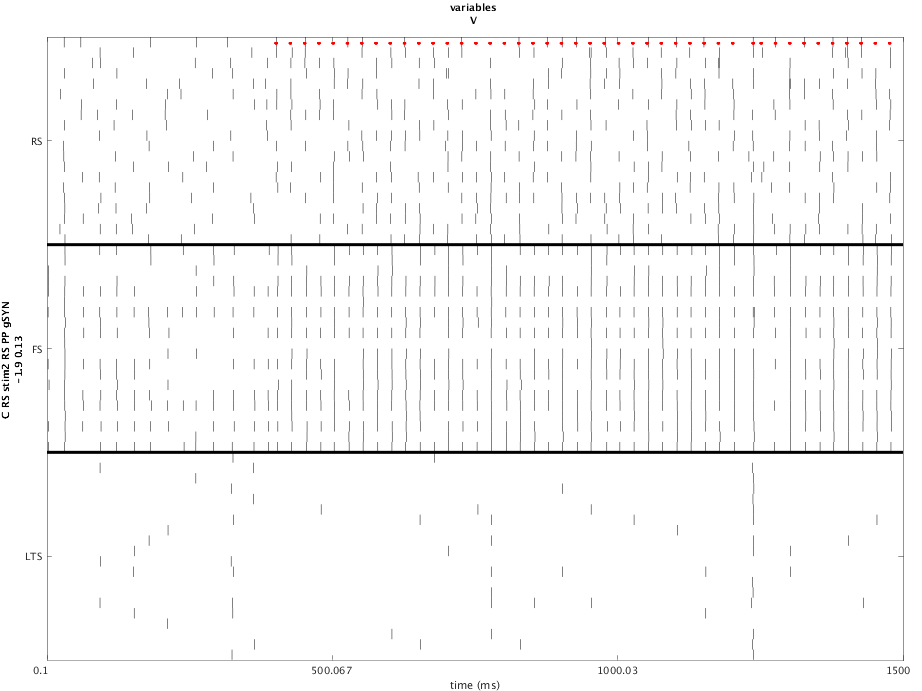 variables
V
RS
FS
LTS
C RS stim2 RS PP gSYN
-1.9 0.13
0.1
500.067
1000.03
1500
time (ms)